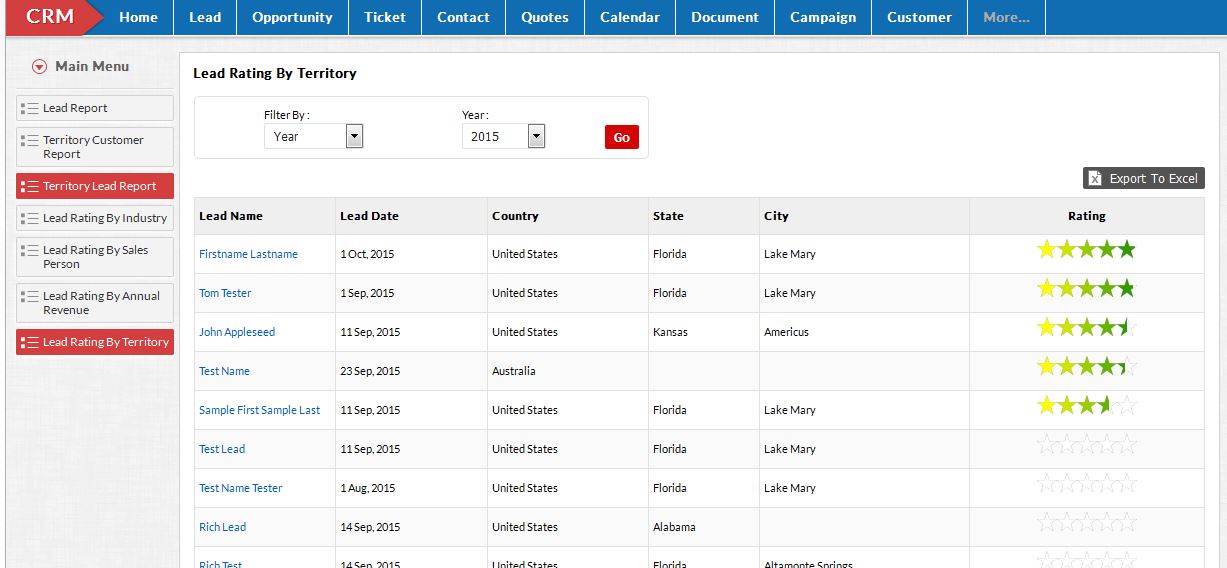 CRM Home Lead Opportunity Ticket Contact Quotes Calendar Document Campaign Customer More...
Main Menu
Lead Report
Territory Customer
Report
Territory Lead Report
Lead Rating By Industry
Lead Rating By Sales
Person
Lead Rating By Annual
Revenue
Lead Rating By Territory
Lead Rating By Territory
Filter By : Year :
Year 2015 Go
Export To Excel
Lead Name Lead Date Country State City Rating
Firstname Lastname 1 Oct, 2015 United States Florida Lake Mary
Tom Tester 1 Sep, 2015 United States Florida Lake Mary
John Appleseed 11 Sep, 2015 United States Kansas Americus
Test Name 23 Sep, 2015 Australia
Sample First Sample Last 11 Sep, 2015 United States Florida Lake Mary
Test Lead 11 Sep, 2015 United States Florida Lake Mary
Test Name Tester 1 Aug, 2015 United States Florida Lake Mary
Rich Lead 14 Sep, 2015 United States Alabama
Rich Test 14 Sep, 2015 United States Florida Altamonte Springs